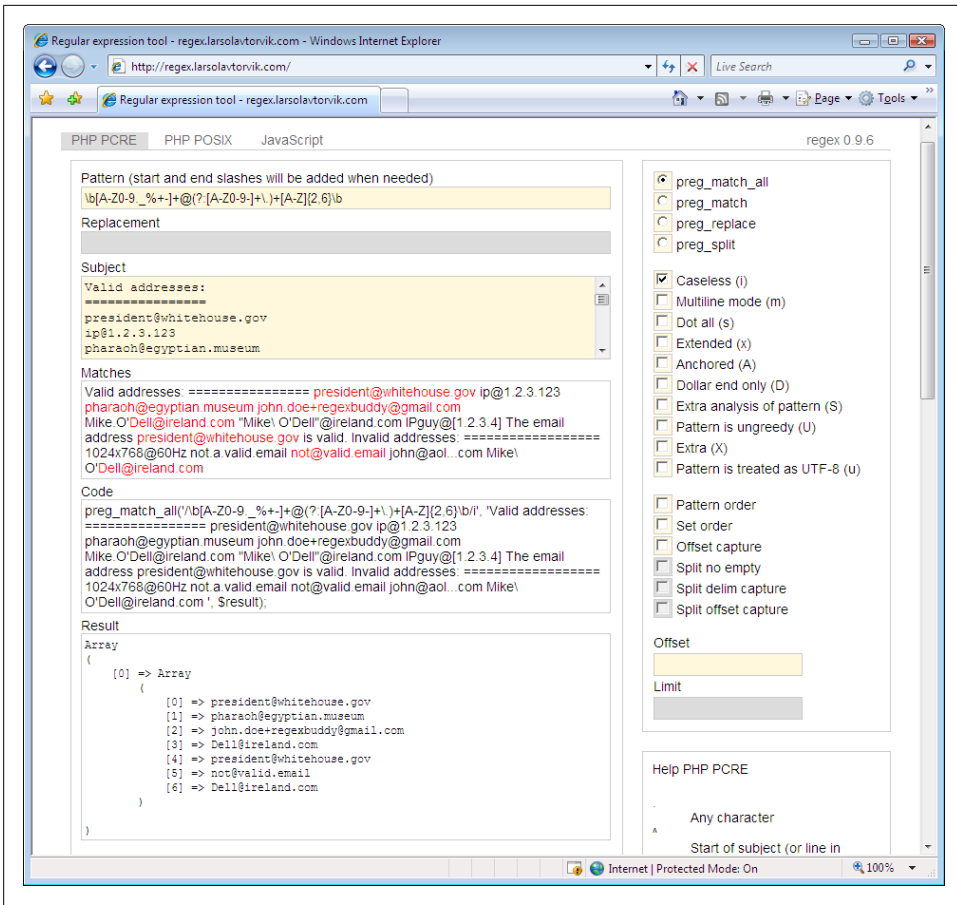 Regular expression tool - regex.larsolavtorvik.com - Windows Internet Explorer
http://regex.larsolavtorvik.com/
Live Search
Regular expression tool - regex.larsolavtorvik.com
Page
Tools
PHP PCRE PHP POSIX JavaScript
regex 0.9.6
Pattern (start and end slashes will be added when needed)
\b[A-Z0-9._%+-]+@(?:[A-Z0-9-]+\.)+[A-Z]{2,6}\b
Replacement
Subject
Valid addresses:
================
president@whitehouse.gov
ip@1.2.3.123
pharaoh@egyptian.museum
Matches
Valid addresses: ================ president@whitehouse.gov ip@1.2.3.123
pharaoh@egyptian.museum john.doe+regexbuddy@gmail.com
Mike.O'Dell@ireland.com "Mike\ O'Dell"@ireland.com IPguy@[1.2.3.4] The email
address president@whitehouse.gov is valid. Invalid addresses: ==================
1024x768@60Hz not.a.valid.email not@valid.email john@aol...com Mike\
O'Dell@ireland.com
Code
preg_match_all('/\b[A-Z0-9._%+-]+@(?:[A-Z0-9-]+\.)+[A-Z]{2,6}\b/i', 'Valid addresses:
================ president@whitehouse.gov ip@1.2.3.123
pharaoh@egyptian.museum john.doe+regexbuddy@gmail.com
Mike.O'Dell@ireland.com "Mike\ O'Dell"@ireland.com IPguy@[1.2.3.4] The email
address president@whitehouse.gov is valid. Invalid addresses: ==================
1024x768@60Hz not.a.valid.email not@valid.email john@aol...com Mike\
O'Dell@ireland.com ', $result);
Result
Array
(
[0] => Array
(
[0] => president@whitehouse.gov
[1] => pharaoh@egyptian.museum
[2] => john.doe+regexbuddy@gmail.com
[3] => Dell@ireland.com
[4] => president@whitehouse.gov
[5] => not@valid.email
[6] => Dell@ireland.com
)
)
preg_match_all
preg_match
preg_replace
preg_split
Caseless (i)
Multiline mode (m)
Dot all (s)
Extended (x)
Anchored (A)
Dollar end only (D)
Extra analysis of pattern (S)
Pattern is ungreedy (U)
Extra (X)
Pattern is treated as UTF-8 (u)
Pattern order
Set order
Offset capture
Split no empty
Split delim capture
Split offset capture
Offset
Limit
Help PHP PCRE
.
Any character
^
Start of subject (or line in
Internet | Protected Mode: On
100%